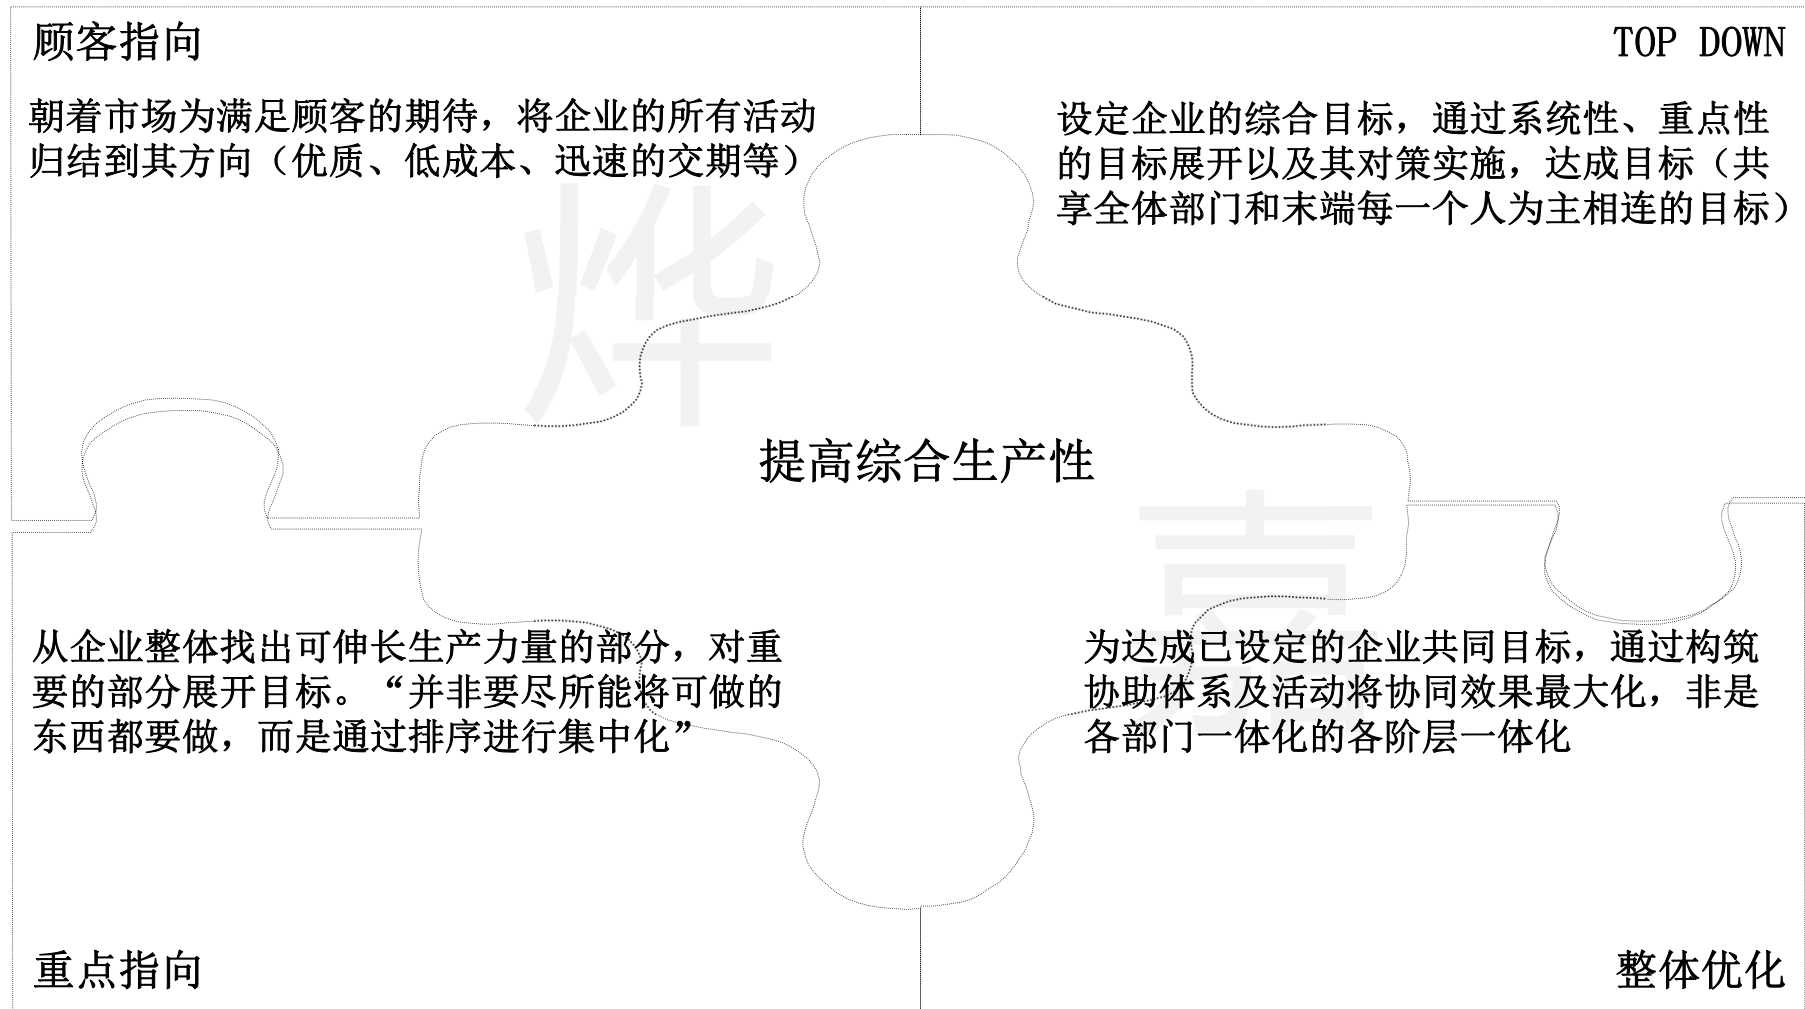 顾客指向
朝着市场为满足顾客的期待，将企业的所有活动
归结到其方向（优质、低成本、迅速的交期等）
TOP DOWN
设定企业的综合目标，通过系统性、重点性
的目标展开以及其对策实施，达成目标（共
享全体部门和末端每一个人为主相连的目标）
提高综合生产性
从企业整体找出可伸长生产力量的部分，对重
要的部分展开目标。“并非要尽所能将可做的
东西都要做，而是通过排序进行集中化”
重点指向
为达成已设定的企业共同目标，通过构筑
协助体系及活动将协同效果最大化，非是
各部门一体化的各阶层一体化
整体优化
烨
嘉